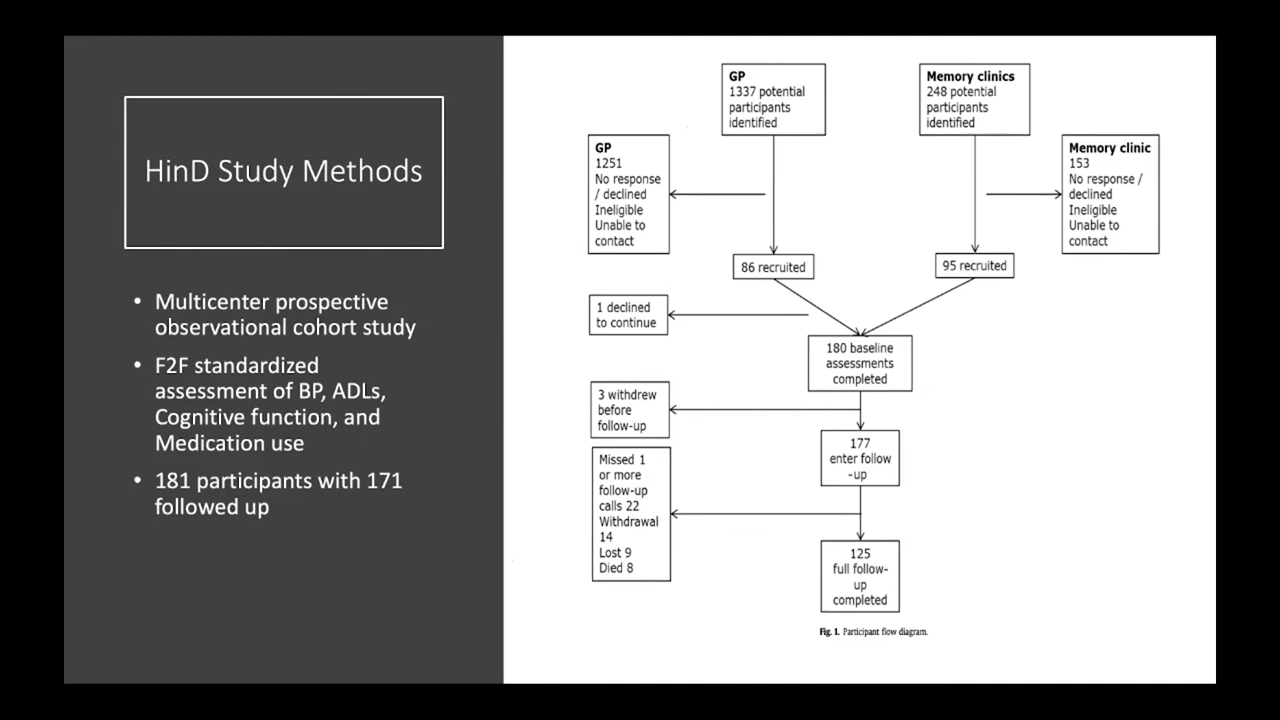 HinD Study Methods
• Multicenter prospective
observational cohort study
• F2F standardized
assessment of BP, ADLs,
Cognitive function, and
Medication use
• 181 participants with 171
followed up
GP
1337 potential
participants
identified
Memory clinics
248 potential
participants
identified
GP
1251
No response
/ declined
Ineligible
Unable to
contact
Memory clinic
153
No response /
declined
Ineligible
Unable to
contact
86 recruited
95 recruited
1 declined
to continue
180 baseline
assessments
completed
3 withdrew
before
follow-up
177
enter follow
-up
Missed 1
or more
follow-up
calls 22
Withdrawal
14
Lost 9
Died 8
125
full follow-
up
completed
Fig. 1. Participant flow diagram.